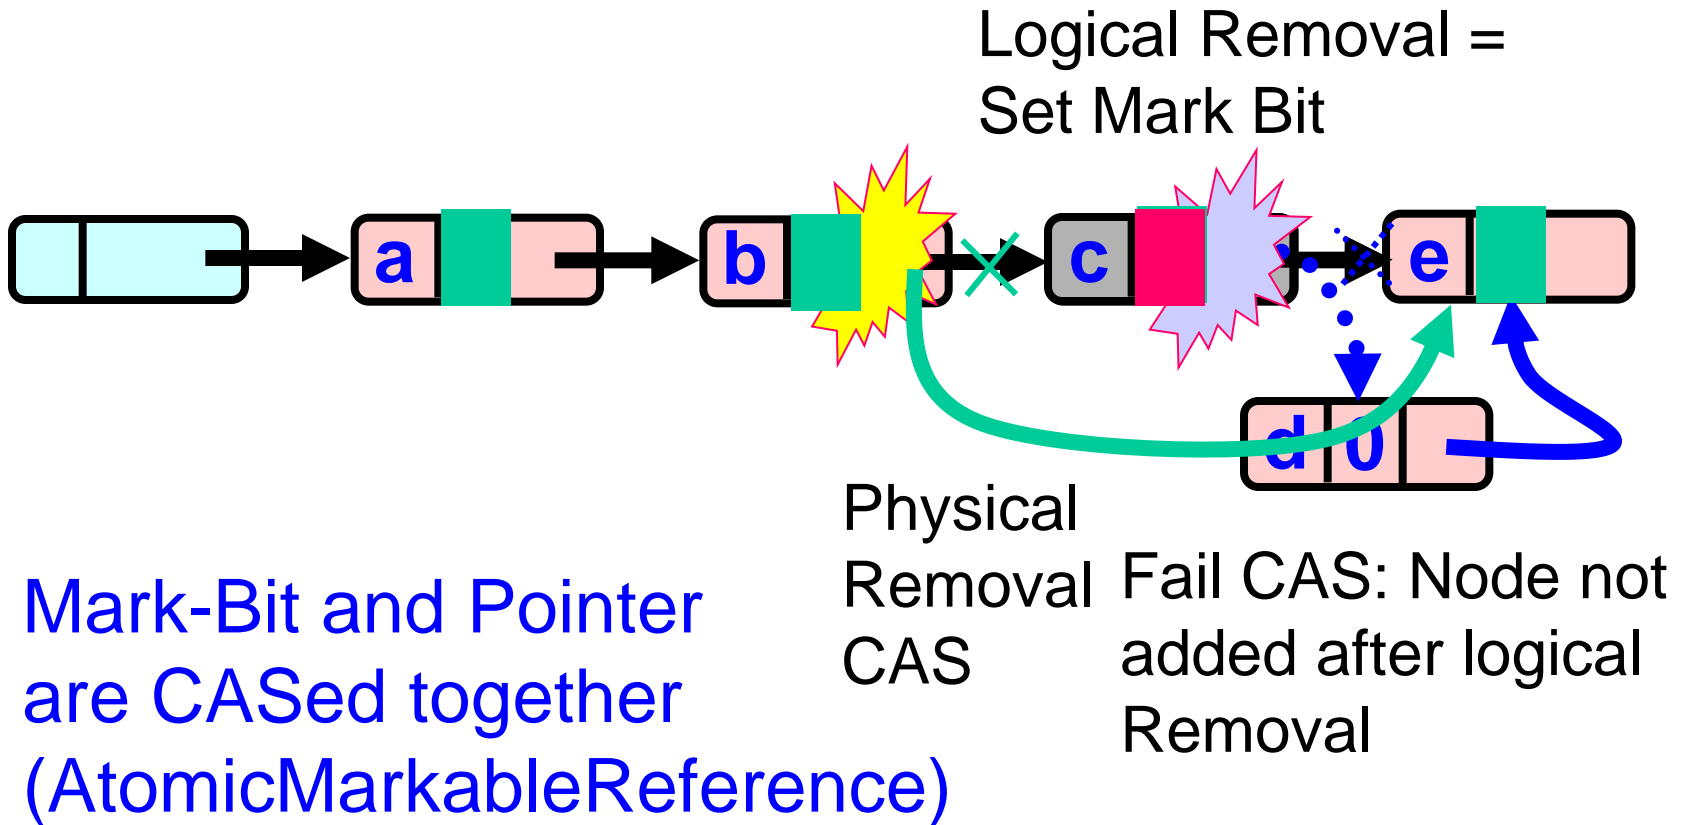 Logical Removal =
Set Mark Bit
a
b
c
e
d 0
Physical
Removal
CAS
Fail CAS: Node not
added after logical
Removal
Mark-Bit and Pointer
are CASed together
(AtomicMarkableReference)